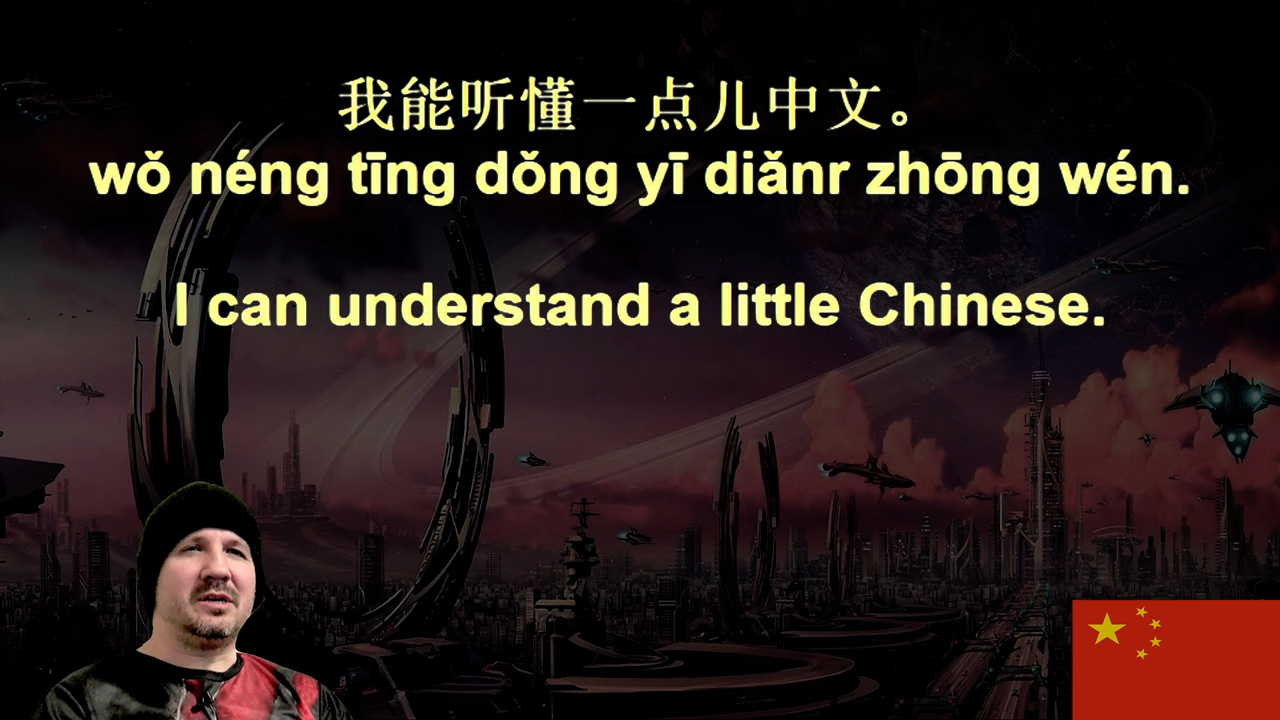 我能听懂一点儿中文。
wǒ néng tīng dǒng yī diǎnr zhōng wén.
I can understand a little Chinese.